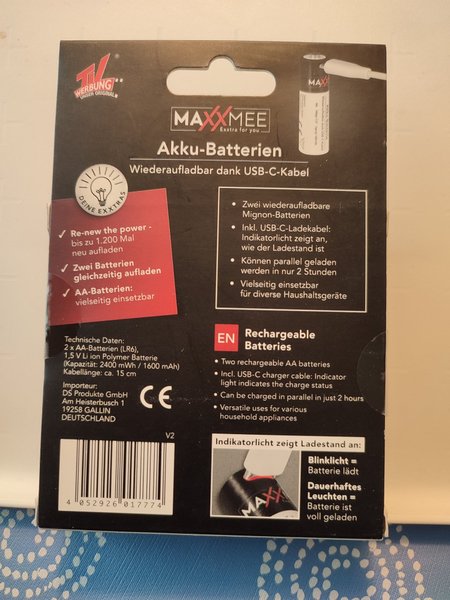 TV
WERBUNG
UNSER ORIGINAL
MAXXMEE
Exxtra for you
Akku-Batterien
Wiederaufladbar dank USB-C-Kabel
MAXX
DEINE EXXTRAS
✓ Re-new the power -
bis zu 1.200 Mal
neu aufladen
✓ Zwei Batterien
gleichzeitig aufladen
✓ AA-Batterien:
vielseitig einsetzbar
• Zwei wiederaufladbare
Mignon-Batterien
• Inkl. USB-C-Ladekabel:
Indikatorlicht zeigt an,
wie der Ladestand ist
• Können parallel geladen
werden in nur 2 Stunden
• Vielseitig einsetzbar
für diverse Haushaltsgeräte
Technische Daten:
2 x AA-Batterien (LR6),
1,5 V Li ion Polymer Batterie
(Kapazität: 2400 mWh / 1600 mAh)
Kabellänge: ca. 15 cm
Importeur:
DS Produkte GmbH
Am Heisterbusch 1
19258 GALLIN
DEUTSCHLAND
CE
V2
4 052926 017774
EN Rechargeable
Batteries
• Two rechargeable AA batteries
• Incl. USB-C charger cable: Indicator
light indicates the charge status
• Can be charged in parallel in just 2 hours
• Versatile uses for various
household appliances
Indikatorlicht zeigt Ladestand an:
MAXX
Blinklicht =
Batterie lädt
Dauerhaftes
Leuchten =
Batterie ist
voll geladen